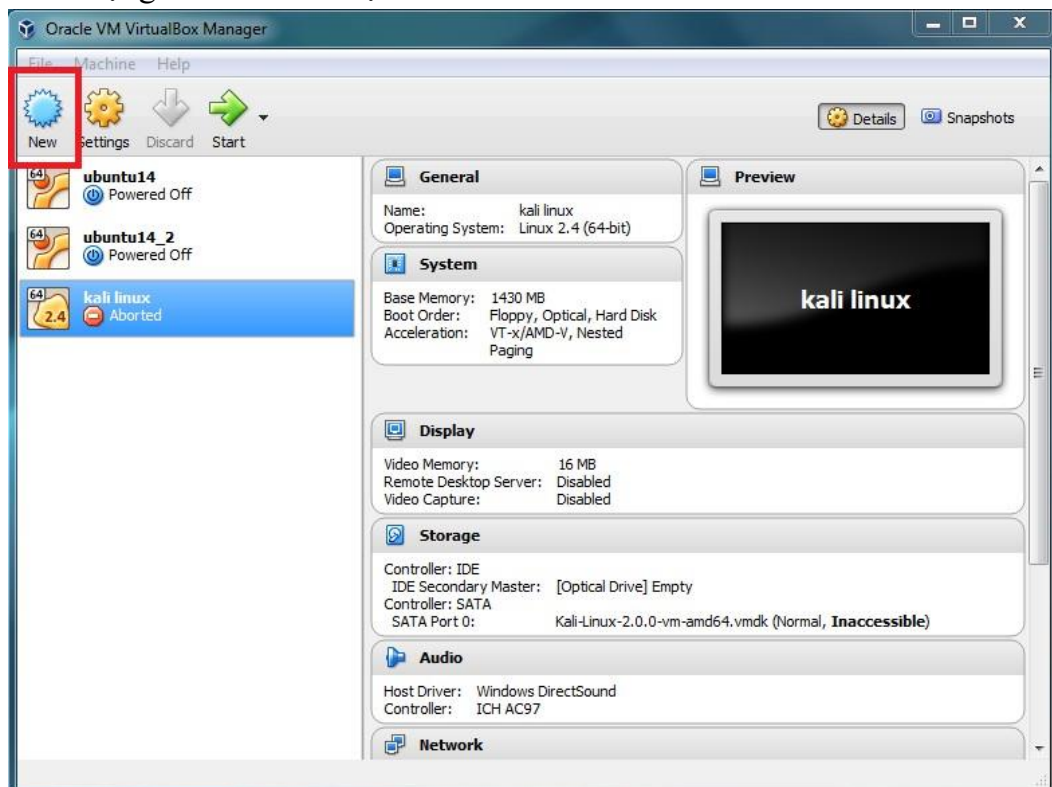 Oracle VM VirtualBox Manager
File Machine Help
New Settings Discard Start
Details Snapshots
64
ubuntu14
Powered Off
64
ubuntu14_2
Powered Off
64
2.4
kali linux
Aborted
General
Name: kali linux
Operating System: Linux 2.4 (64-bit)
System
Base Memory: 1430 MB
Boot Order: Floppy, Optical, Hard Disk
Acceleration: VT-x/AMD-V, Nested
Paging
Preview
kali linux
Display
Video Memory: 16 MB
Remote Desktop Server: Disabled
Video Capture: Disabled
Storage
Controller: IDE
IDE Secondary Master: [Optical Drive] Empty
Controller: SATA
SATA Port 0: Kali-Linux-2.0.0-vm-amd64.vmdk (Normal, Inaccessible)
Audio
Host Driver: Windows DirectSound
Controller: ICH AC97
Network